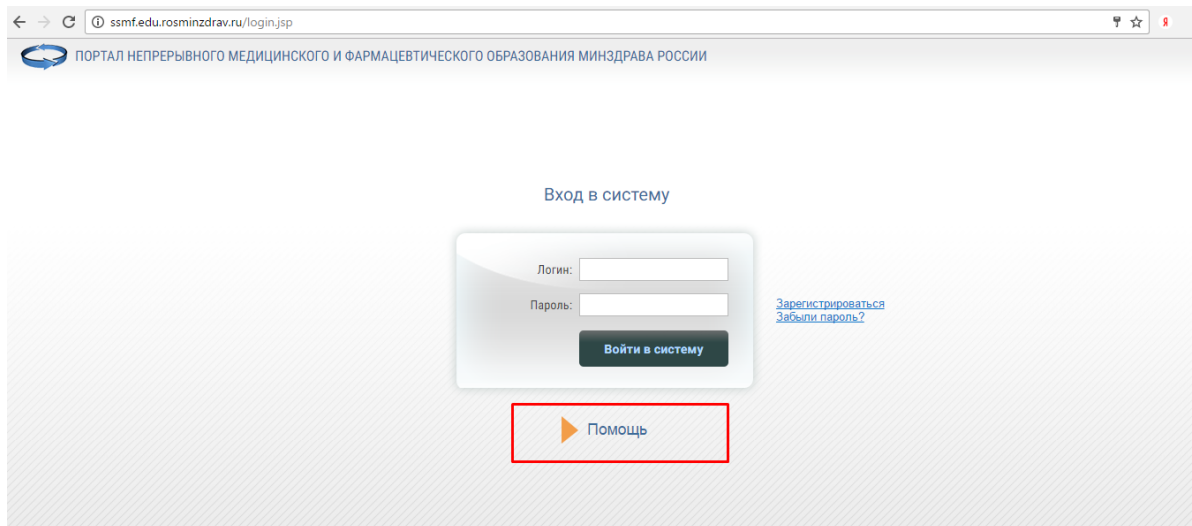 ssmf.edu.rosminzdrav.ru/login.jsp
Я
ПОРТАЛ НЕПРЕРЫВНОГО МЕДИЦИНСКОГО И ФАРМАЦЕВТИЧЕСКОГО ОБРАЗОВАНИЯ МИНЗДРАВА РОССИИ
Вход в систему
Логин:
Пароль:
Зарегистрироваться
Забыли пароль?
Войти в систему
Помощь